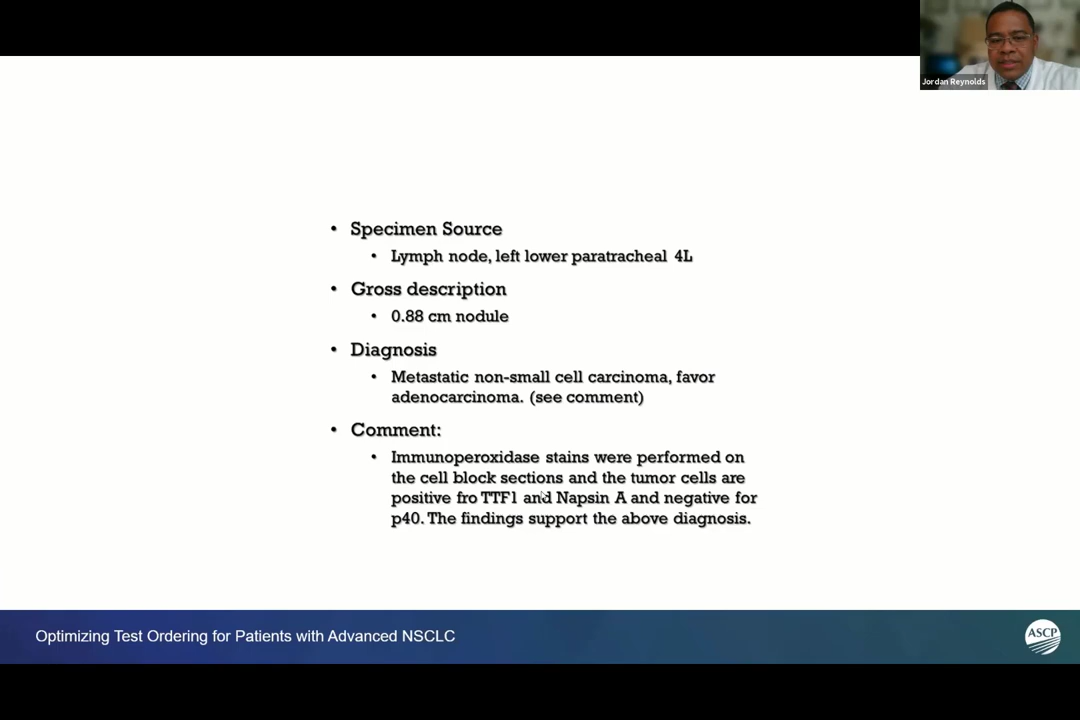 Jordan Reynolds
• Specimen Source
• Lymph node, left lower paratracheal 4L
• Gross description
• 0.88 cm nodule
• Diagnosis
• Metastatic non-small cell carcinoma, favor
adenocarcinoma. (see comment)
• Comment:
• Immunoperoxidase stains were performed on
the cell block sections and the tumor cells are
positive fro TTF1 and Napsin A and negative for
p40. The findings support the above diagnosis.
Optimizing Test Ordering for Patients with Advanced NSCLC
ASCP